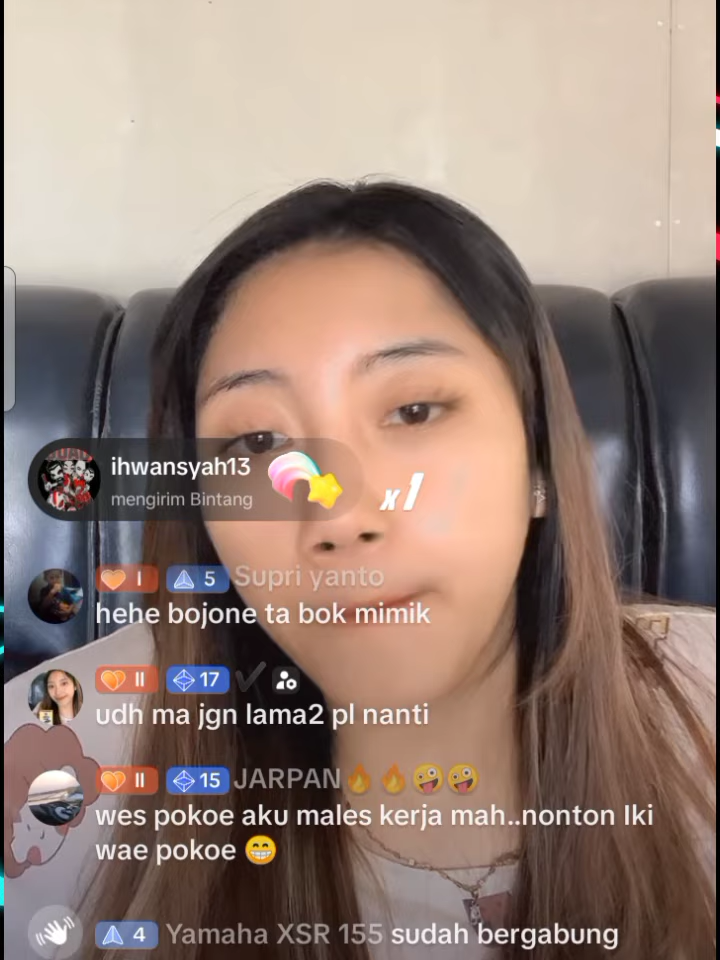 ihwansyah13
mengirim Bintang
x1
I 5 Supri yanto
hehe bojone ta bok mimik
II 17
udh ma jgn lama2 pl nanti
II 15 JARPAN🔥🔥🤪🤪
wes pokoe aku males kerja mah..nonton Iki
wae pokoe 😁
4 Yamaha XSR 155 sudah bergabung